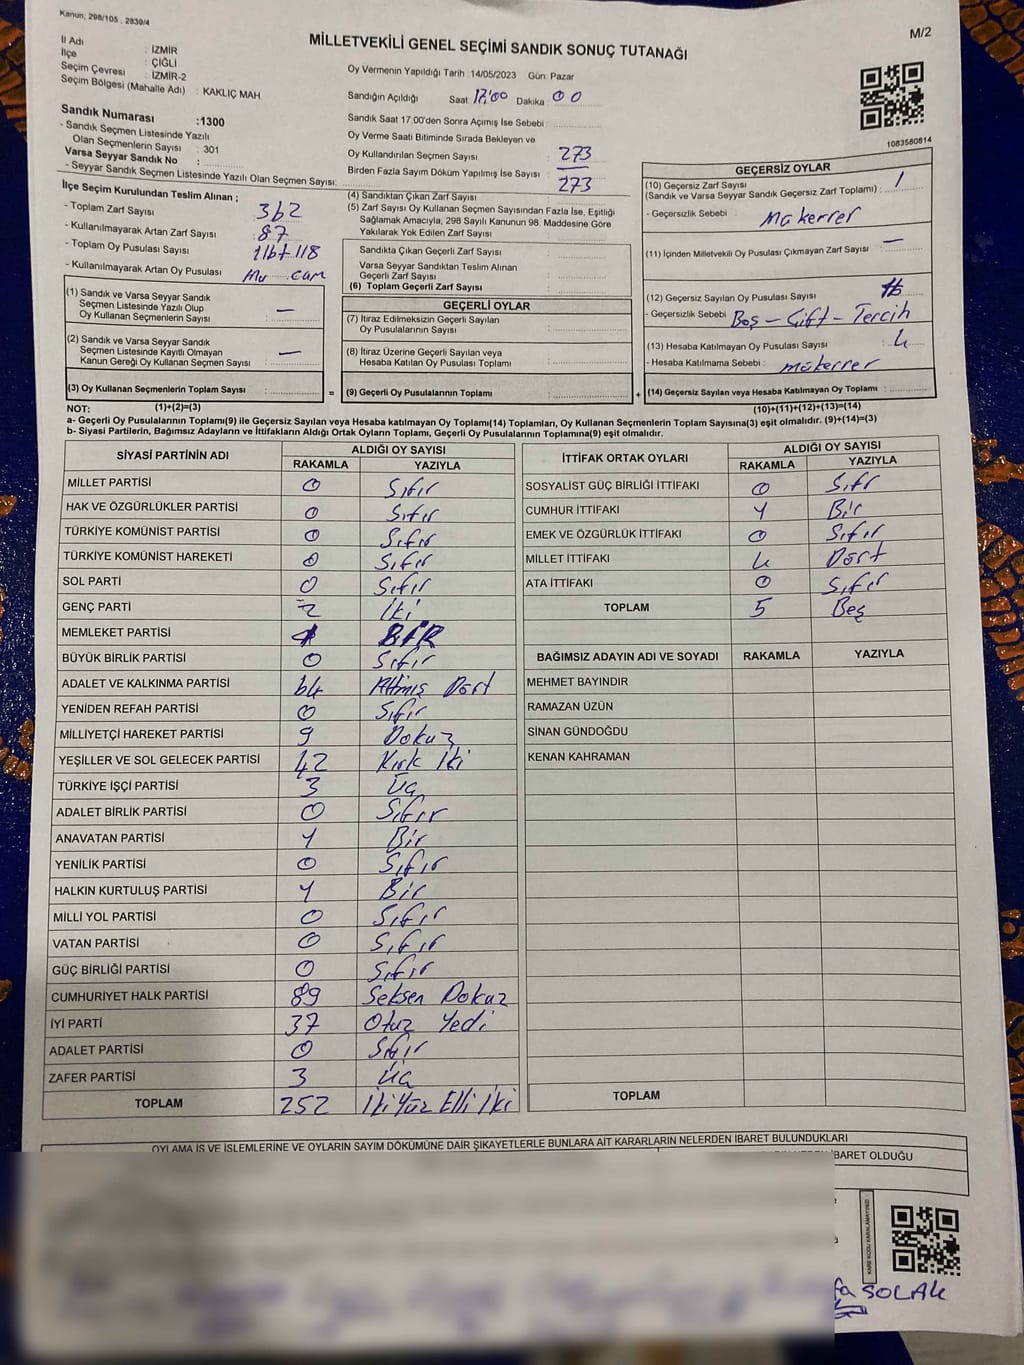 Kanun; 298/105 , 2839/4
M/2
MİLLETVEKİLİ GENEL SEÇİMİ SANDIK SONUÇ TUTANAĞI
İl Adı : İZMİR
İlçe : ÇİĞLİ
Seçim Çevresi : İZMİR-2
Seçim Bölgesi (Mahalle Adı) : KAKLIÇ MAH
Sandık Numarası :1300
- Sandık Seçmen Listesinde Yazılı
Olan Seçmenlerin Sayısı : 301
Varsa Seyyar Sandık No :
- Seyyar Sandık Seçmen Listesinde Yazılı Olan Seçmen Sayısı:
Oy Vermenin Yapıldığı Tarih :14/05/2023 Gün: Pazar
Sandığın Açıldığı Saat 17:00 Dakika 00
Sandık Saat 17.00'den Sonra Açımış İse Sebebi :
Oy Verme Saati Bitiminde Sırada Bekleyen ve
Oy Kullandırılan Seçmen Sayısı : 273
Birden Fazla Sayım Döküm Yapılmış İse Sayısı : 273
1083580814
İlçe Seçim Kurulundan Teslim Alınan ;
- Toplam Zarf Sayısı : 362
- Kullanılmayarak Artan Zarf Sayısı : 87
- Toplam Oy Pusulası Sayısı :
- Kullanılmayarak Artan Oy Pusulası :
(1) Sandık ve Varsa Seyyar Sandık
Seçmen Listesinde Yazılı Olup
Oy Kullanan Seçmenlerin Sayısı : —
(2) Sandık ve Varsa Seyyar Sandık
Seçmen Listesinde Kayıtlı Olmayan
Kanun Gereği Oy Kullanan Seçmen Sayısı : —
(3) Oy Kullanan Seçmenlerin Toplam Sayısı :
(4) Sandıktan Çıkan Zarf Sayısı :
(5) Zarf Sayısı Oy Kullanan Seçmen Sayısından Fazla İse, Eşitliği
Sağlamak Amacıyla, 298 Sayılı Kanunun 98. Maddesine Göre
Yakılarak Yok Edilen Zarf Sayısı :
Sandıkta Çıkan Geçerli Zarf Sayısı :
Varsa Seyyar Sandıktan Teslim Alınan
Geçerli Zarf Sayısı :
(6) Toplam Geçerli Zarf Sayısı :
GEÇERLİ OYLAR
(7) İtiraz Edilmeksizin Geçerli Sayılan
Oy Pusulalarının Sayısı :
(8) İtiraz Üzerine Geçerli Sayılan veya
Hesaba Katılan Oy Pusulası Toplamı :
= (9) Geçerli Oy Pusulalarının Toplamı : +
GEÇERSİZ OYLAR
(10) Geçersiz Zarf Sayısı
(Sandık ve Varsa Seyyar Sandık Geçersiz Zarf Toplamı) : 1
- Geçersizlik Sebebi : Mükerrer
(11) İçinden Milletvekili Oy Pusulası Çıkmayan Zarf Sayısı : —
(12) Geçersiz Sayılan Oy Pusulası Sayısı :
- Geçersizlik Sebebi : Boş - Çift - Tercih
(13) Hesaba Katılmayan Oy Pusulası Sayısı : 4
- Hesaba Katılmama Sebebi : mükerrer
(14) Geçersiz Sayılan veya Hesaba Katılmayan Oy Toplamı :
NOT: (1)+(2)=(3) (10)+(11)+(12)+(13)=(14)
a- Geçerli Oy Pusulaları Toplamı(9) ile Geçersiz Sayılan veya Hesaba katılmayan Oy Toplamı(14) Toplamları, Oy Kullanan Seçmenlerin Toplam Sayısına(3) eşit olmalıdır. (9)+(14)=(3)
b- Siyasi Partilerin, Bağımsız Adayların ve İttifakların Aldığı Ortak Oyların Toplamı, Geçerli Oy Pusulalarının Toplamına(9) eşit olmalıdır.
SİYASİ PARTİNİN ADI ALDIĞI OY SAYISI
RAKAMLA YAZIYLA
MİLLET PARTİSİ 0 Sıfır
HAK VE ÖZGÜRLÜKLER PARTİSİ 0 Sıfır
TÜRKİYE KOMÜNİST PARTİSİ 0 Sıfır
TÜRKİYE KOMÜNİST HAREKETİ 0 Sıfır
SOL PARTİ 0 Sıfır
GENÇ PARTİ 2 İki
MEMLEKET PARTİSİ 1 BİR
BÜYÜK BİRLİK PARTİSİ 0 Sıfır
ADALET VE KALKINMA PARTİSİ 64 Altmış Dört
YENİDEN REFAH PARTİSİ 0 Sıfır
MİLLİYETÇİ HAREKET PARTİSİ 9 Dokuz
YEŞİLLER VE SOL GELECEK PARTİSİ 42 Kırk İki
TÜRKİYE İŞÇİ PARTİSİ 3 Üç
ADALET BİRLİK PARTİSİ 0 Sıfır
ANAVATAN PARTİSİ 1 Bir
YENİLİK PARTİSİ 0 Sıfır
HALKIN KURTULUŞ PARTİSİ 1 Bir
MİLLİ YOL PARTİSİ 0 Sıfır
VATAN PARTİSİ 0 Sıfır
GÜÇ BİRLİĞİ PARTİSİ 0 Sıfır
CUMHURİYET HALK PARTİSİ 89 Seksen Dokuz
İYİ PARTİ 37 Otuz Yedi
ADALET PARTİSİ 0 Sıfır
ZAFER PARTİSİ 3 Üç
TOPLAM 252 İki Yüz Elli İki
İTTİFAK ORTAK OYLARI ALDIĞI OY SAYISI
RAKAMLA YAZIYLA
SOSYALİST GÜÇ BİRLİĞİ İTTİFAKI 0 Sıfır
CUMHUR İTTİFAKI 1 Bir
EMEK VE ÖZGÜRLÜK İTTİFAKI 0 Sıfır
MİLLET İTTİFAKI 4 Dört
ATA İTTİFAKI 0 Sıfır
TOPLAM 5 Beş
BAĞIMSIZ ADAYIN ADI VE SOYADI RAKAMLA YAZIYLA
MEHMET BAYINDIR
RAMAZAN ÜZÜN
SİNAN GÜNDOĞDU
KENAN KAHRAMAN
TOPLAM
OYLAMA İŞ VE İŞLEMLERİNE VE OYLARIN SAYIM DÖKÜMÜNE DAİR ŞİKAYETLERLE BUNLARA AİT KARARLARIN NELERDEN İBARET BULUNDUKLARI
İBARET OLDUĞU
KARE KODU KARALAMAYINIZ!
SOLAK